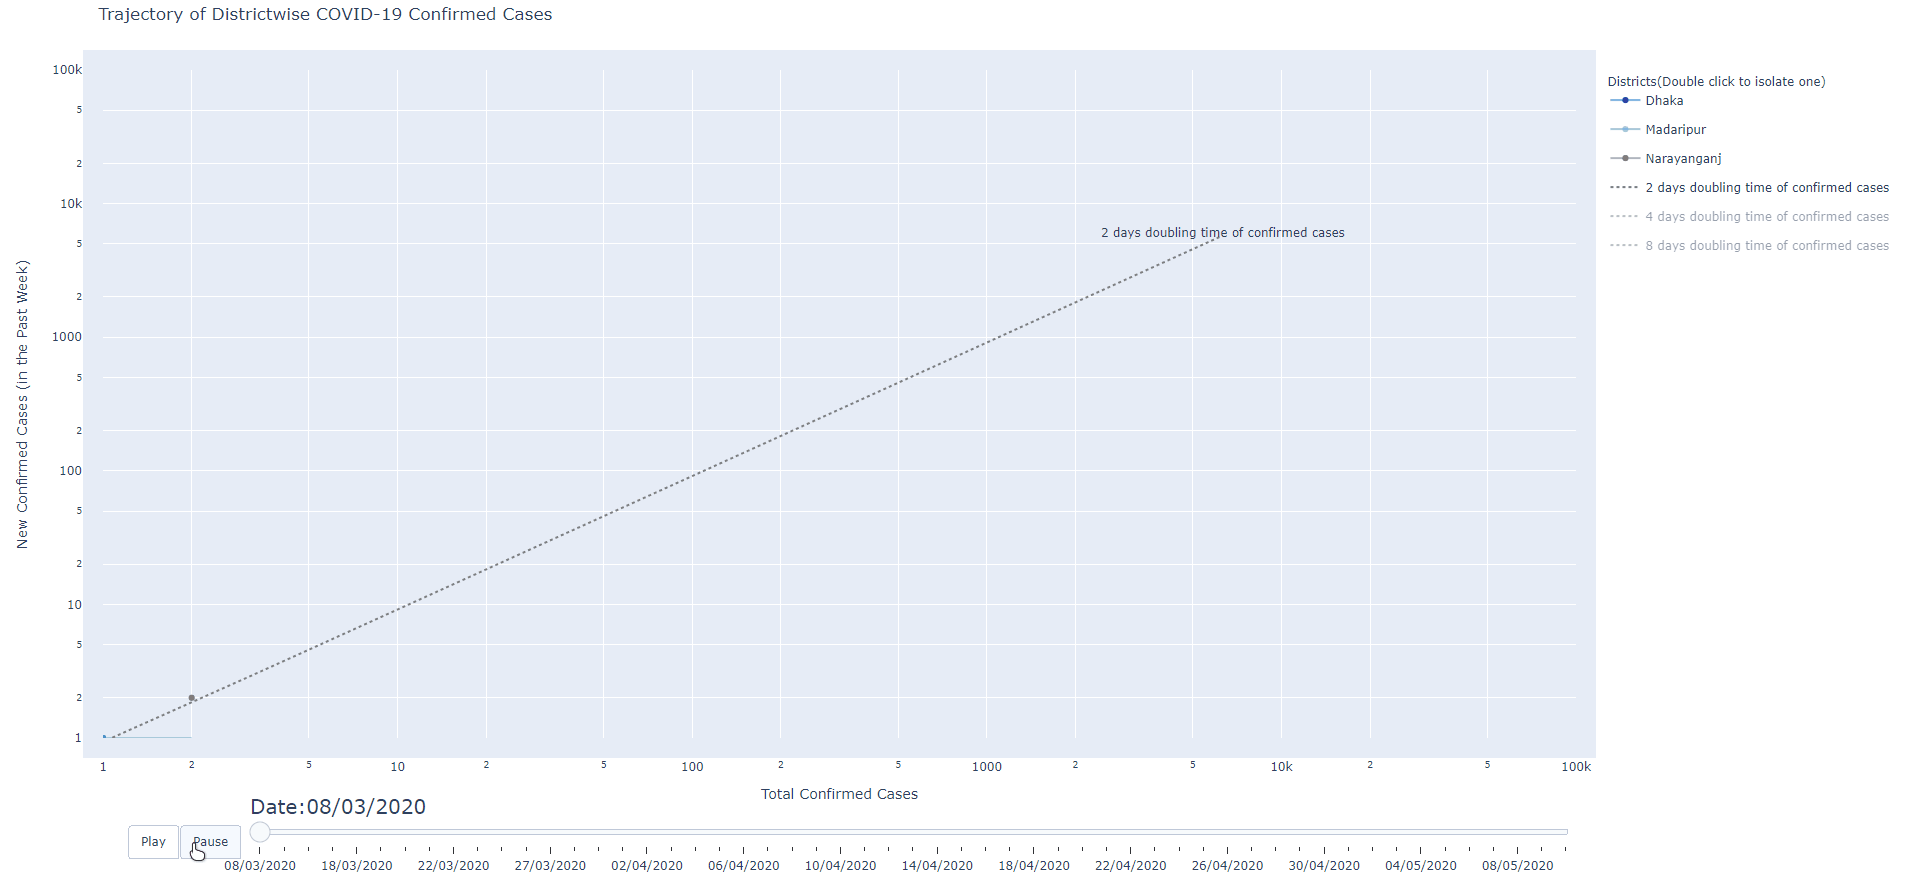 Trajectory of Districtwise COVID-19 Confirmed Cases
100k
5
2
10k
5
2
1000
5
2
100
5
2
10
5
2
1
New Confirmed Cases (in the Past Week)
2 days doubling time of confirmed cases
1 2 5 10 2 5 100 2 5 1000 2 5 10k 2 5 100k
Total Confirmed Cases
Districts(Double click to isolate one)
Dhaka
Madaripur
Narayanganj
2 days doubling time of confirmed cases
4 days doubling time of confirmed cases
8 days doubling time of confirmed cases
Date:08/03/2020
Play Pause
08/03/2020 18/03/2020 22/03/2020 27/03/2020 02/04/2020 06/04/2020 10/04/2020 14/04/2020 18/04/2020 22/04/2020 26/04/2020 30/04/2020 04/05/2020 08/05/2020